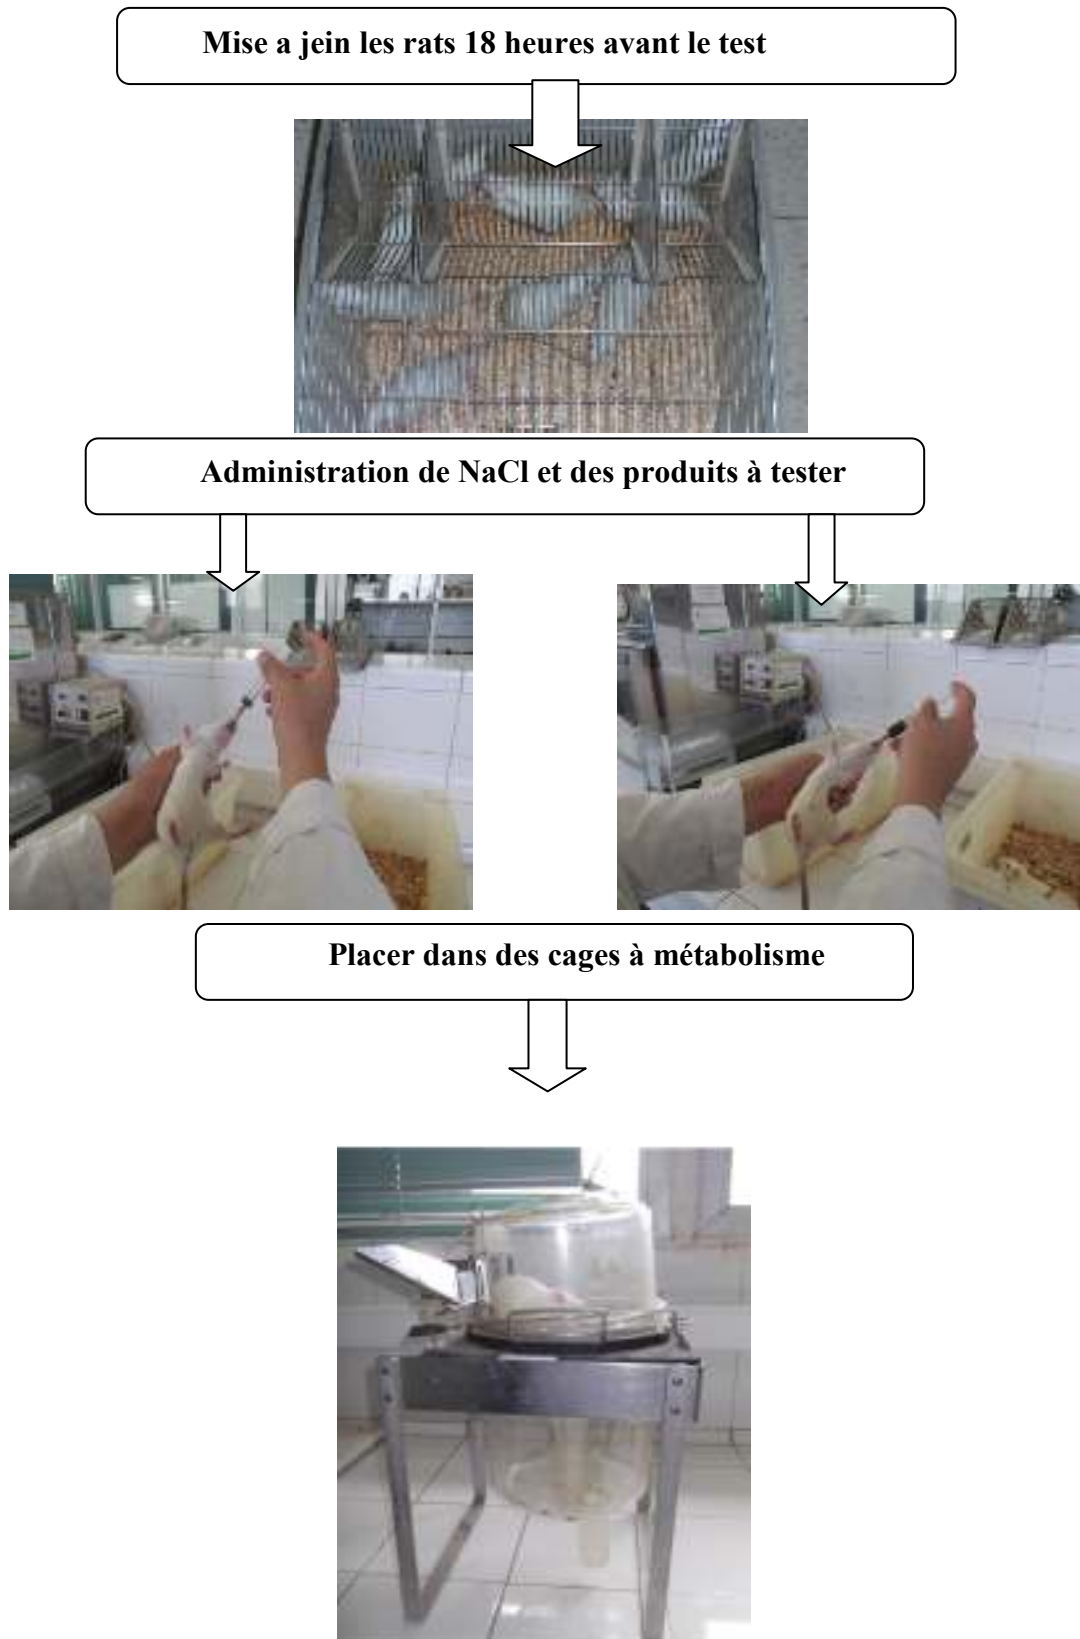 Mise a jein les rats 18 heures avant le test
Administration de NaCl et des produits à tester
Placer dans des cages à métabolisme